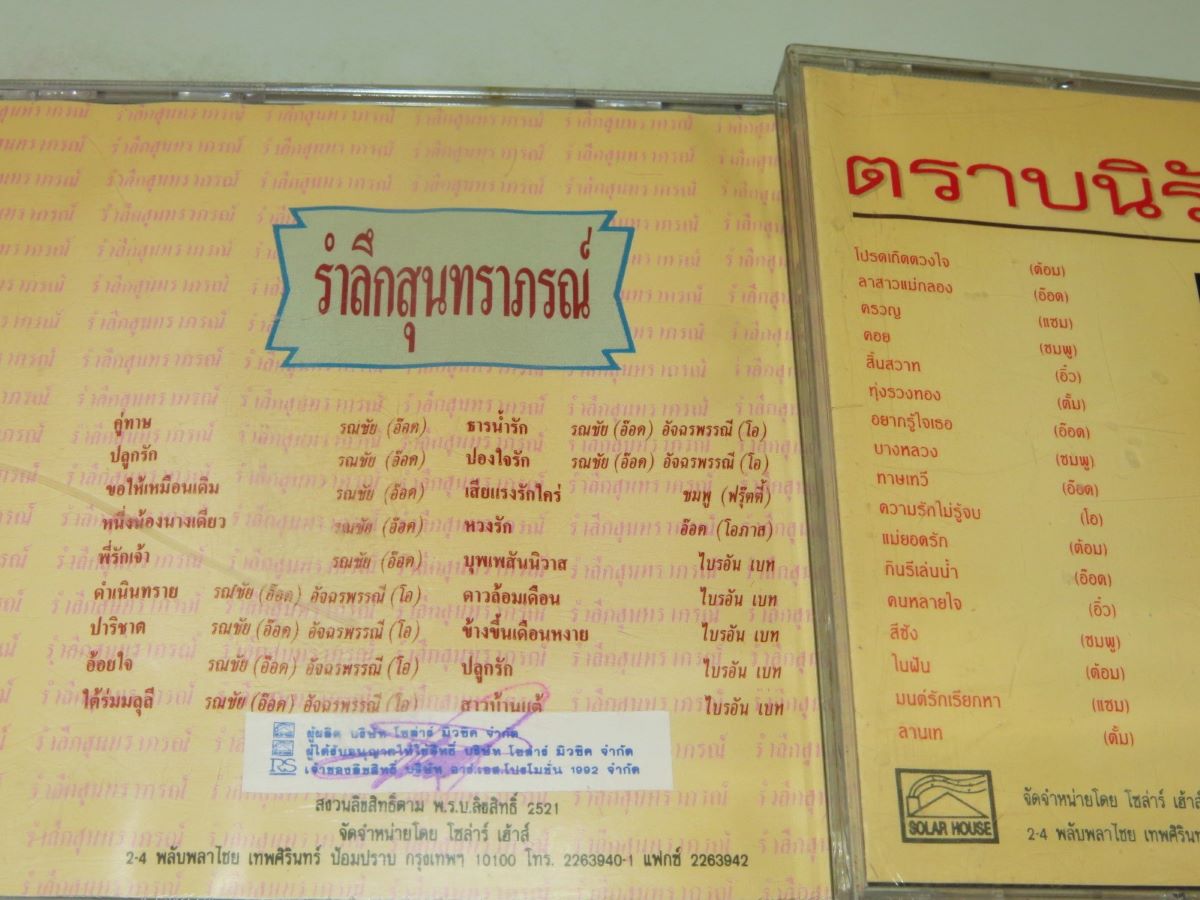 รำลึกสุนทราภรณ์
คู่ทาษ รณชัย (อ๊อด) ธารน้ำรัก รณชัย (อ๊อด) อัจฉรพรรณี (โอ)
ปลูกรัก รณชัย (อ๊อด) ปองใจรัก รณชัย (อ๊อด) อัจฉรพรรณี (โอ)
ขอให้เหมือนเดิม รณชัย (อ๊อด) เสียแรงรักใคร่ ชมพู (ฟรุ๊ตตี้)
หนึ่งน้องนางเดียว รณชัย (อ๊อด) หวงรัก อ๊อด (โอภาส)
พี่รักเจ้า รณชัย (อ๊อด) บุพเพสันนิวาส ไบรอัน เบท
ดำเนินทราย รณชัย (อ๊อด) อัจฉรพรรณี (โอ) ดาวล้อมเดือน ไบรอัน เบท
ปาริชาต รณชัย (อ๊อด) อัจฉรพรรณี (โอ) ข้างขึ้นเดือนหงาย ไบรอัน เบท
อ้อยใจ รณชัย (อ๊อด) อัจฉรพรรณี (โอ) ปลูกรัก ไบรอัน เบท
ใต้ร่มมลุลี รณชัย (อ๊อด) อัจฉรพรรณี (โอ) สาวบ้านแต้ ไบรอัน เบท
ผู้ผลิต บริษัท โซล่าร์ มิวซิค จำกัด
ผู้ได้รับอนุญาตให้ใช้สิทธิ์ บริษัท โซล่าร์ มิวซิค จำกัด
RS เจ้าของลิขสิทธิ์ บริษัท อาร์.เอส.โปรโมชั่น 1992 จำกัด
สงวนลิขสิทธิ์ตาม พ.ร.บ.ลิขสิทธิ์ 2521
จัดจำหน่ายโดย โซล่าร์ เฮ้าส์
2-4 พลับพลาไชย เทพศิรินทร์ ป้อมปราบ กรุงเทพฯ 10100 โทร. 2263940-1 แฟกซ์ 2263942
ตราบนิรั
โปรดเถิดดวงใจ (ต้อม)
ลาสาวแม่กลอง (อ๊อด)
ครวญ (แซม)
คอย (ชมพู)
สิ้นสวาท (อิ๋ว)
ทุ่งรวงทอง (ตั้ม)
อยากรู้ใจเธอ (อ๊อด)
บางหลวง (ชมพู)
ทาษเทวี (อ๊อด)
ความรักไม่รู้จบ (โอ)
แม่ยอดรัก (ต้อม)
กินรีเล่นน้ำ (อ๊อด)
คนหลายใจ (อิ๋ว)
สีชัง (ชมพู)
ในฝัน (ต้อม)
มนต์รักเรียกหา (แซม)
ลานเท (ตั้ม)
SOLAR HOUSE
จัดจำหน่ายโดย โซล่าร์ เฮ้าส์
2-4 พลับพลาไชย เทพศิรินท